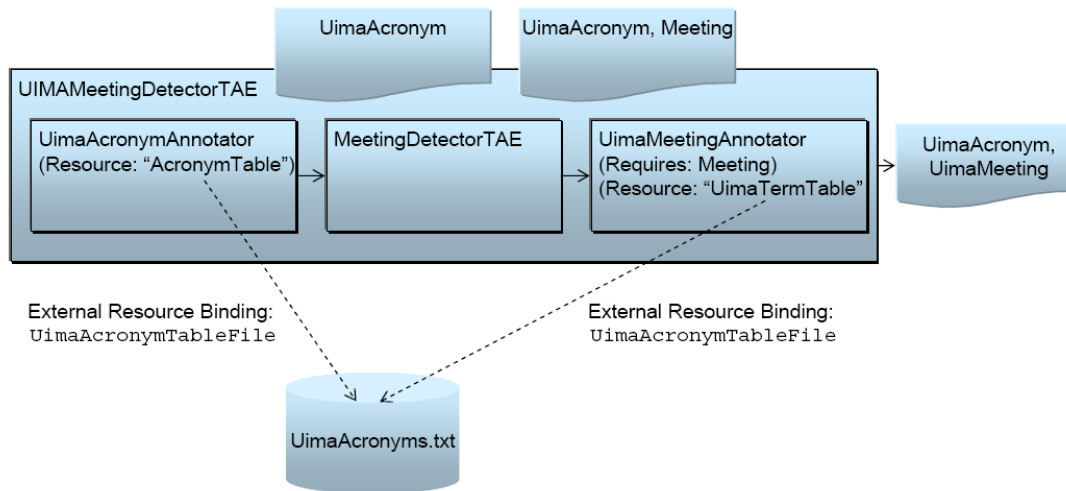 UimaAcronym
UimaAcronym, Meeting
UIMAMeetingDetectorTAE
UimaAcronymAnnotator
(Resource: “AcronymTable”)
MeetingDetectorTAE
UimaMeetingAnnotator
(Requires: Meeting)
(Resource: “UimaTermTable”
UimaAcronym,
UimaMeeting
External Resource Binding:
UimaAcronymTableFile
External Resource Binding:
UimaAcronymTableFile
UimaAcronyms.txt